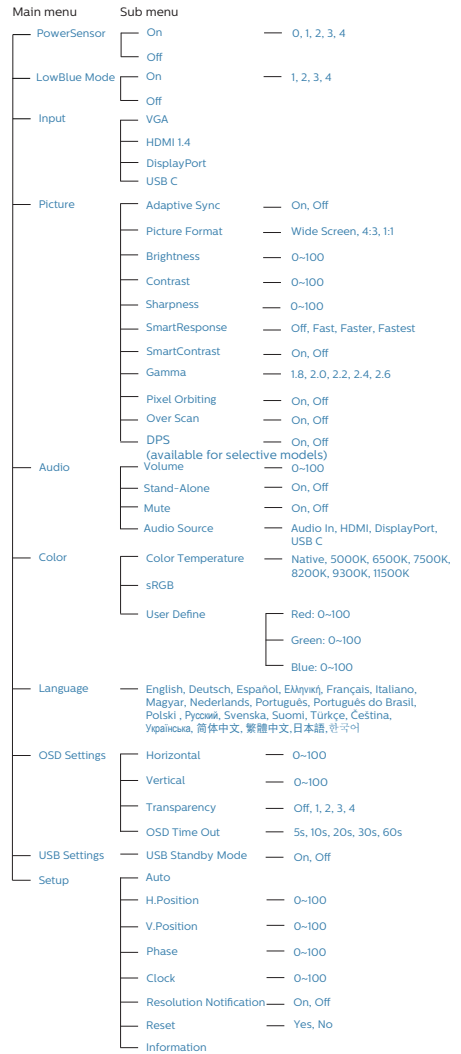 Main menu Sub menu
PowerSensor On 0, 1, 2, 3, 4
Off
LowBlue Mode On 1, 2, 3, 4
Off
Input VGA
HDMI 1.4
DisplayPort
USB C
Picture Adaptive Sync On, Off
Picture Format Wide Screen, 4:3, 1:1
Brightness 0~100
Contrast 0~100
Sharpness 0~100
SmartResponse Off, Fast, Faster, Fastest
SmartContrast On, Off
Gamma 1.8, 2.0, 2.2, 2.4, 2.6
Pixel Orbiting On, Off
Over Scan On, Off
DPS On, Off
(available for selective models)
Audio Volume 0~100
Stand-Alone On, Off
Mute On, Off
Audio Source Audio In, HDMI, DisplayPort,
USB C
Color Color Temperature Native, 5000K, 6500K, 7500K,
8200K, 9300K, 11500K
sRGB
User Define Red: 0~100
Green: 0~100
Blue: 0~100
Language English, Deutsch, Español, Ελληνική, Français, Italiano,
Magyar, Nederlands, Português, Português do Brasil,
Polski , Русский, Svenska, Suomi, Türkçe, Čeština,
Українська, 简体中文, 繁體中文,日本語,한국어
OSD Settings Horizontal 0~100
Vertical 0~100
Transparency Off, 1, 2, 3, 4
OSD Time Out 5s, 10s, 20s, 30s, 60s
USB Settings USB Standby Mode On, Off
Setup Auto
H.Position 0~100
V.Position 0~100
Phase 0~100
Clock 0~100
Resolution Notification On, Off
Reset Yes, No
Information